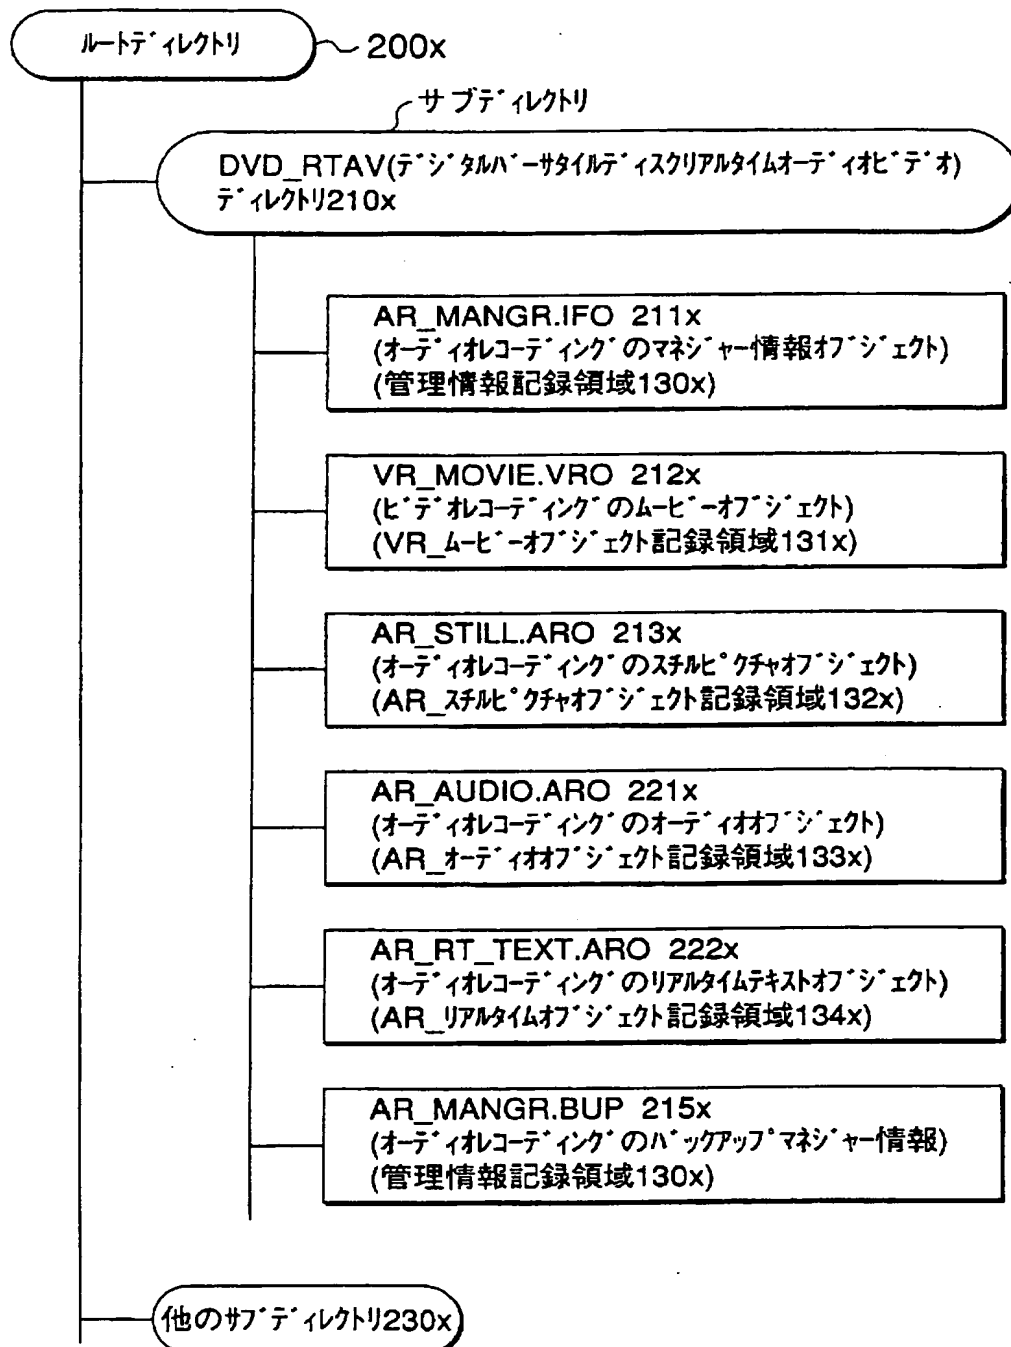 ルートディレクトリ
200x
サブディレクトリ
DVD_RTAV(デジタルバーサタイルディスクリアルタイムオーディオビデオ)
ディレクトリ210x
AR_MANGR.IFO 211x
(オーディオレコーディングのマネジャー情報オブジェクト)
(管理情報記録領域130x)
VR_MOVIE.VRO 212x
(ビデオレコーディングのムービーオブジェクト)
(VR_ムービーオブジェクト記録領域131x)
AR_STILL.ARO 213x
(オーディオレコーディングのスチルピクチャオブジェクト)
(AR_スチルピクチャオブジェクト記録領域132x)
AR_AUDIO.ARO 221x
(オーディオレコーディングのオーディオオブジェクト)
(AR_オーディオオブジェクト記録領域133x)
AR_RT_TEXT.ARO 222x
(オーディオレコーディングのリアルタイムテキストオブジェクト)
(AR_リアルタイムオブジェクト記録領域134x)
AR_MANGR.BUP 215x
(オーディオレコーディングのバックアップマネジャー情報)
(管理情報記録領域130x)
他のサブディレクトリ230x